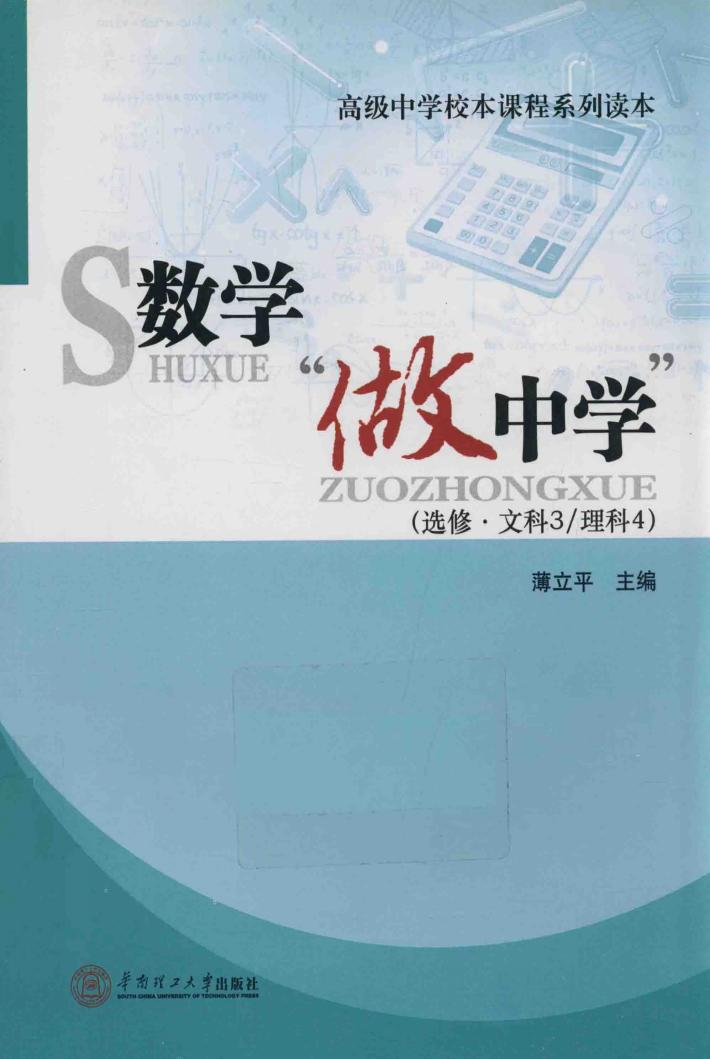 高级中学校本课程系列读本
数学
SHUXUE
“做中学”
ZUOZHONGXUE
(选修·文科3/理科4)
薄立平 主编
华南理工大学出版社
SOUTH CHINA UNIVERSITY OF TECHNOLOGY PRESS